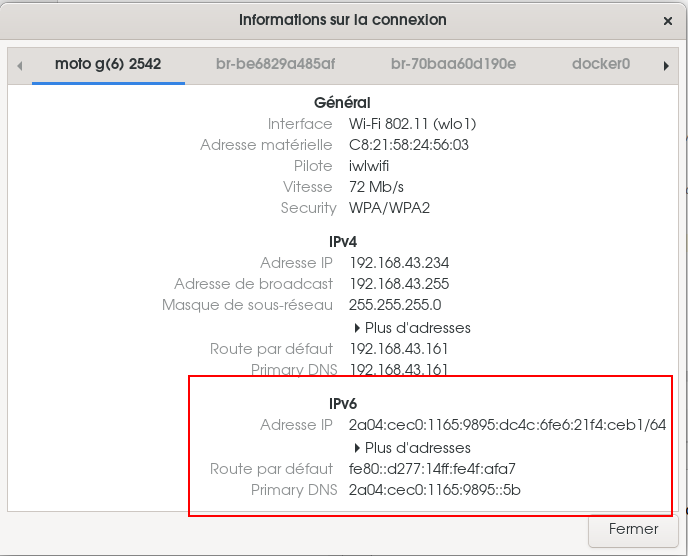 Informations sur la connexion ×
moto g(6) 2542 br-be6829a485af br-70baa60d190e docker0
Général
Interface Wi-Fi 802.11 (wlo1)
Adresse matérielle C8:21:58:24:56:03
Pilote iwlwifi
Vitesse 72 Mb/s
Security WPA/WPA2
IPv4
Adresse IP 192.168.43.234
Adresse de broadcast 192.168.43.255
Masque de sous-réseau 255.255.255.0
Plus d'adresses
Route par défaut 192.168.43.161
Primary DNS 192.168.43.161
IPv6
Adresse IP 2a04:cec0:1165:9895:dc4c:6fe6:21f4:ceb1/64
Plus d'adresses
Route par défaut fe80::d277:14ff:fe4f:afa7
Primary DNS 2a04:cec0:1165:9895::5b
Fermer